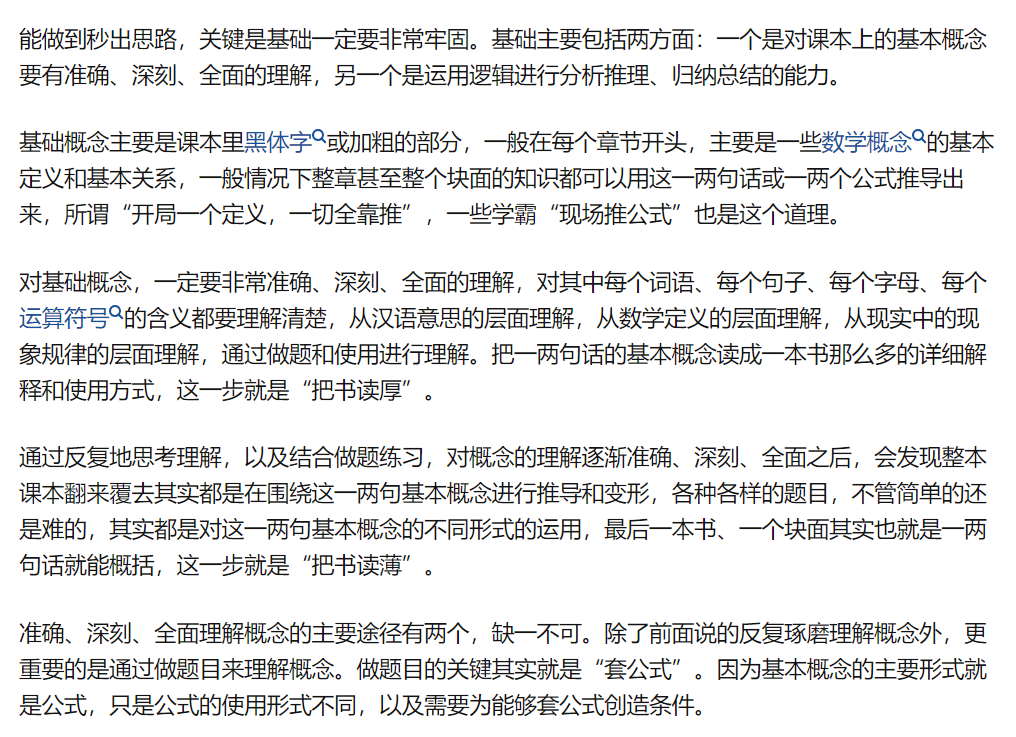 能做到秒出思路，关键是基础一定要非常牢固。基础主要包括两方面：一个是对课本上的基本概念
要有准确、深刻、全面的理解，另一个是运用逻辑进行分析推理、归纳总结的能力。
基础概念主要是课本里黑体字或加粗的部分，一般在每个章节开头，主要是一些数学概念的基本
定义和基本关系，一般情况下整章甚至整个块面的知识都可以用这一两句话或一两个公式推导出
来，所谓“开局一个定义，一切全靠推”，一些学霸“现场推公式”也是这个道理。
对基础概念，一定要非常准确、深刻、全面的理解，对其中每个词语、每个句子、每个字母、每个
运算符号的含义都要理解清楚，从汉语意思的层面理解，从数学定义的层面理解，从现实中的现
象规律的层面理解，通过做题和使用进行理解。把一两句话的基本概念读成一本书那么多的详细解
释和使用方式，这一步就是“把书读厚”。
通过反复地思考理解，以及结合做题练习，对概念的理解逐渐准确、深刻、全面之后，会发现整本
课本翻来覆去其实都是在围绕这一两句基本概念进行推导和变形，各种各样的题目，不管简单的还
是难的，其实都是对这一两句基本概念的不同形式的运用，最后一本书、一个块面其实也就是一两
句话就能概括，这一步就是“把书读薄”。
准确、深刻、全面理解概念的主要途径有两个，缺一不可。除了前面说的反复琢磨理解概念外，更
重要的是通过做题目来理解概念。做题目的关键其实就是“套公式”。因为基本概念的主要形式就
是公式，只是公式的使用形式不同，以及需要为能够套公式创造条件。